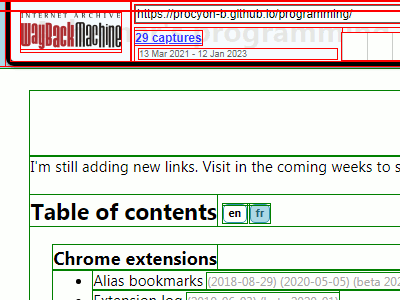 INTERNET ARCHIVE
WayBackMachine
https://procyon-b.github.io/programming/
programming
29 captures
13 Mar 2021 - 12 Jan 2023
I'm still adding new links. Visit in the coming weeks to s
Table of contents en fr
Chrome extensions
• Alias bookmarks (2018-08-29) (2020-05-05) (beta 202
• Extension log (2019-06-03) (beta 2020-01)